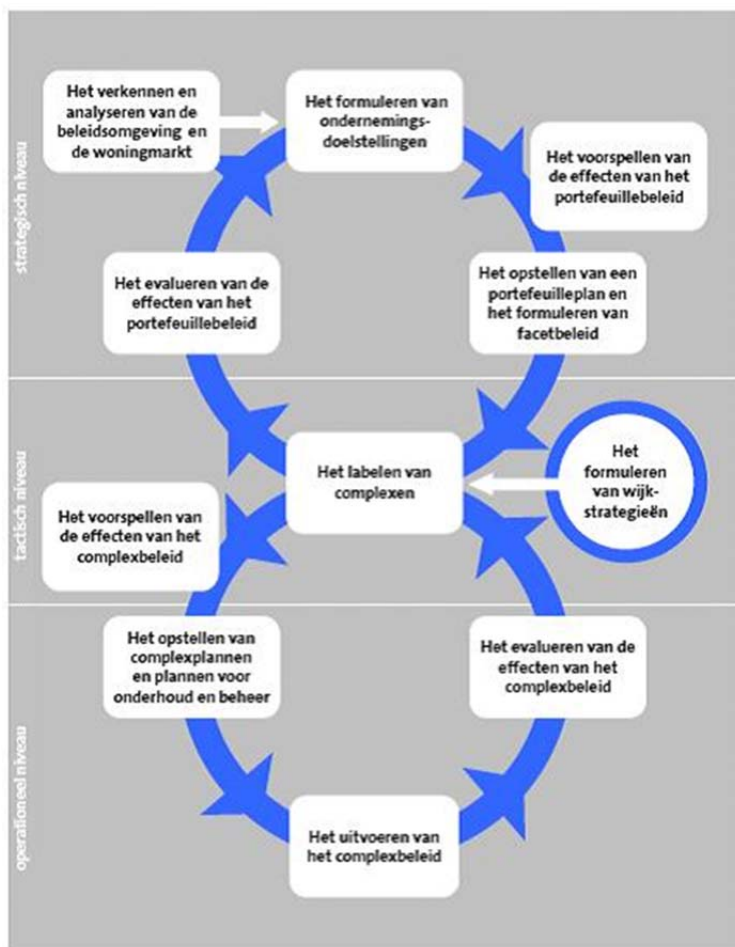 strategisch niveau
Het verkennen en
analyseren van de
beleidsomgeving en
de woningmarkt
Het formuleren van
ondernemings-
doelstellingen
Het voorspellen van
de effecten van het
portefeuillebeleid
Het evalueren van de
effecten van het
portefeuillebeleid
Het opstellen van een
portefeuilleplan en
het formuleren van
facetbeleid
tactisch niveau
Het labelen van
complexen
Het
formuleren
van wijk-
strategieën
Het voorspellen van
de effecten van het
complexbeleid
operationeel niveau
Het opstellen van
complexplannen
en plannen voor
onderhoud en beheer
Het evalueren van de
effecten van het
complexbeleid
Het uitvoeren van
het complexbeleid